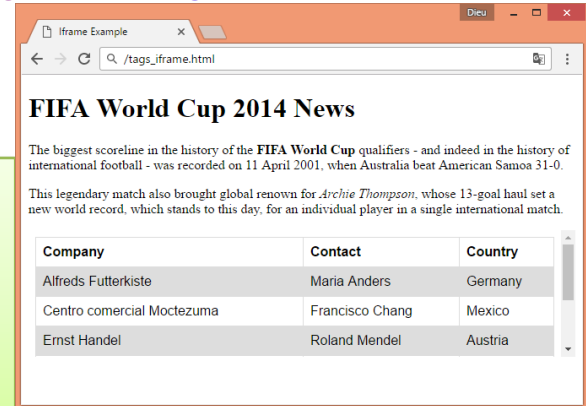 Dieu
Iframe Example
/tags_iframe.html
FIFA World Cup 2014 News
The biggest scoreline in the history of the FIFA World Cup qualifiers - and indeed in the history of
international football - was recorded on 11 April 2001, when Australia beat American Samoa 31-0.
This legendary match also brought global renown for Archie Thompson, whose 13-goal haul set a
new world record, which stands to this day, for an individual player in a single international match.
Company Contact Country
Alfreds Futterkiste Maria Anders Germany
Centro comercial Moctezuma Francisco Chang Mexico
Ernst Handel Roland Mendel Austria